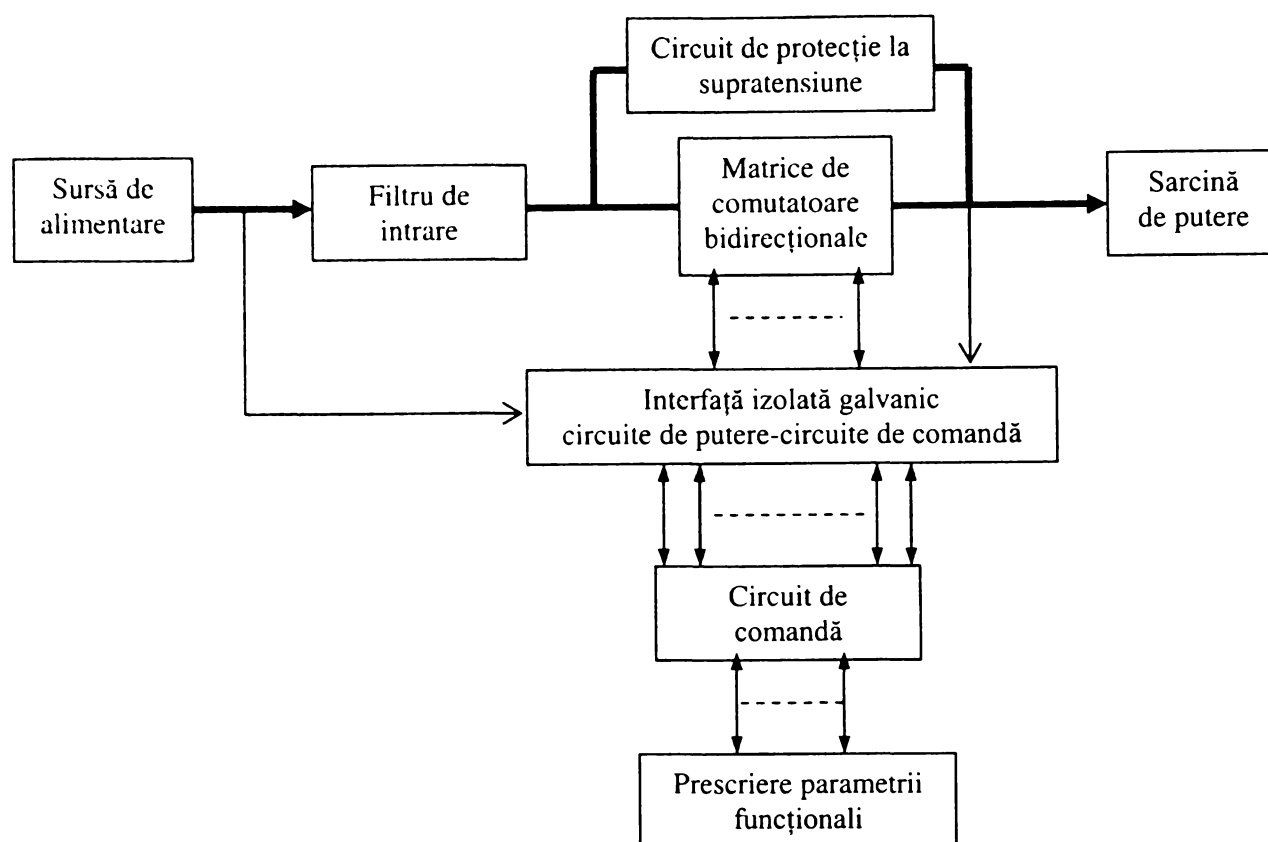 Circuit de protecție la
supratensiune
Sursă de
alimentare
Filtru de
intrare
Matrice de
comutatoare
bidirecționale
Sarcină
de putere
Interfață izolată galvanic
circuite de putere-circuite de comandă
Circuit de
comandă
Prescriere parametrii
funcționali